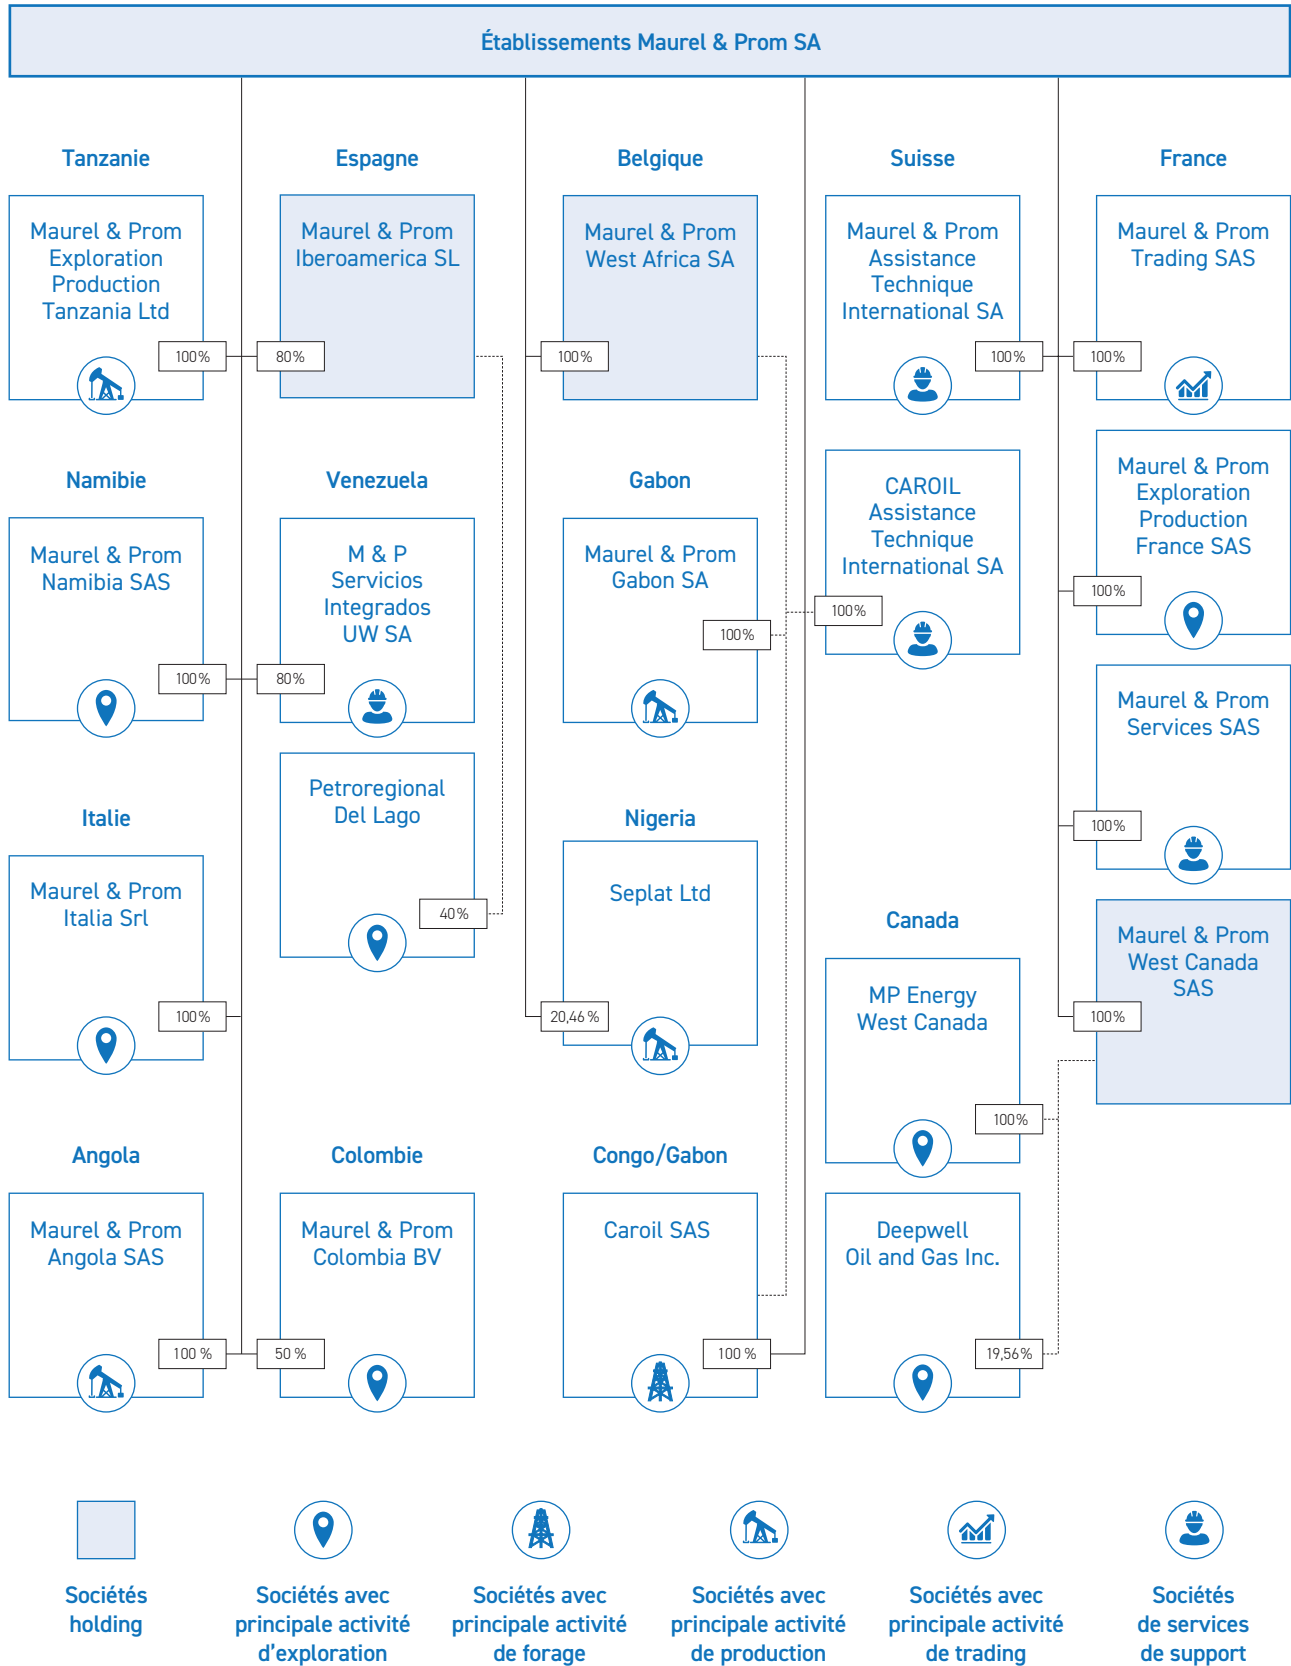 Établissements Maurel & Prom SA
Tanzanie
Maurel & Prom
Exploration
Production
Tanzania Ltd
100%
Namibie
Maurel & Prom
Namibia SAS
100%
Italie
Maurel & Prom
Italia Srl
100%
Angola
Maurel & Prom
Angola SAS
100 %
Espagne
Maurel & Prom
Iberoamerica SL
80%
Venezuela
M & P
Servicios
Integrados
UW SA
80%
Petroregional
Del Lago
40%
Colombie
Maurel & Prom
Colombia BV
50 %
Belgique
Maurel & Prom
West Africa SA
100%
Gabon
Maurel & Prom
Gabon SA
100%
Nigeria
Seplat Ltd
20,46 %
Congo/Gabon
Caroil SAS
100 %
Suisse
Maurel & Prom
Assistance
Technique
International SA
100%
CAROIL
Assistance
Technique
International SA
100%
Canada
MP Energy
West Canada
100%
Deepwell
Oil and Gas Inc.
19,56%
France
Maurel & Prom
Trading SAS
100%
Maurel & Prom
Exploration
Production
France SAS
100%
Maurel & Prom
Services SAS
100%
Maurel & Prom
West Canada
SAS
100%
Sociétés
holding
Sociétés avec
principale activité
d'exploration
Sociétés avec
principale activité
de forage
Sociétés avec
principale activité
de production
Sociétés avec
principale activité
de trading
Sociétés
de services
de support